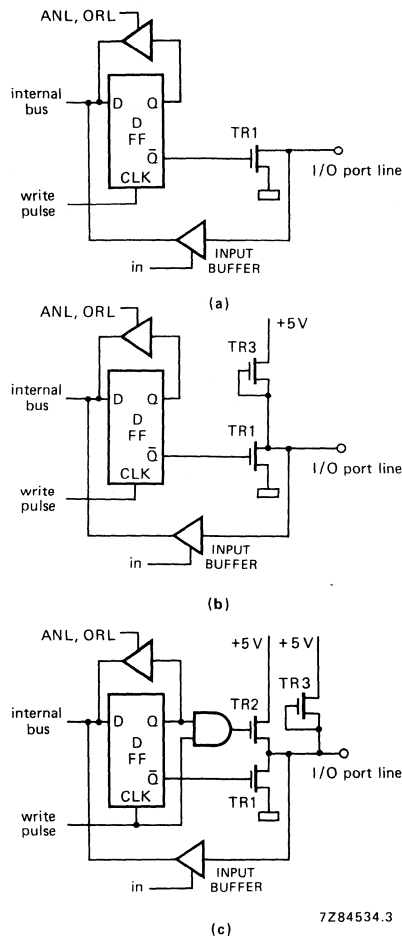 ANL, ORL
internal
bus
D
Q
D
FF
Q̅
CLK
TR1
I/O port line
write
pulse
INPUT
BUFFER
in
(a)
ANL, ORL
+5V
TR3
internal
bus
D
Q
D
FF
Q̅
CLK
TR1
I/O port line
write
pulse
INPUT
BUFFER
in
(b)
ANL, ORL
+5V
+5V
TR3
internal
bus
D
Q
TR2
D
FF
Q̅
CLK
TR1
I/O port line
write
pulse
INPUT
BUFFER
in
7Z84534.3
(c)